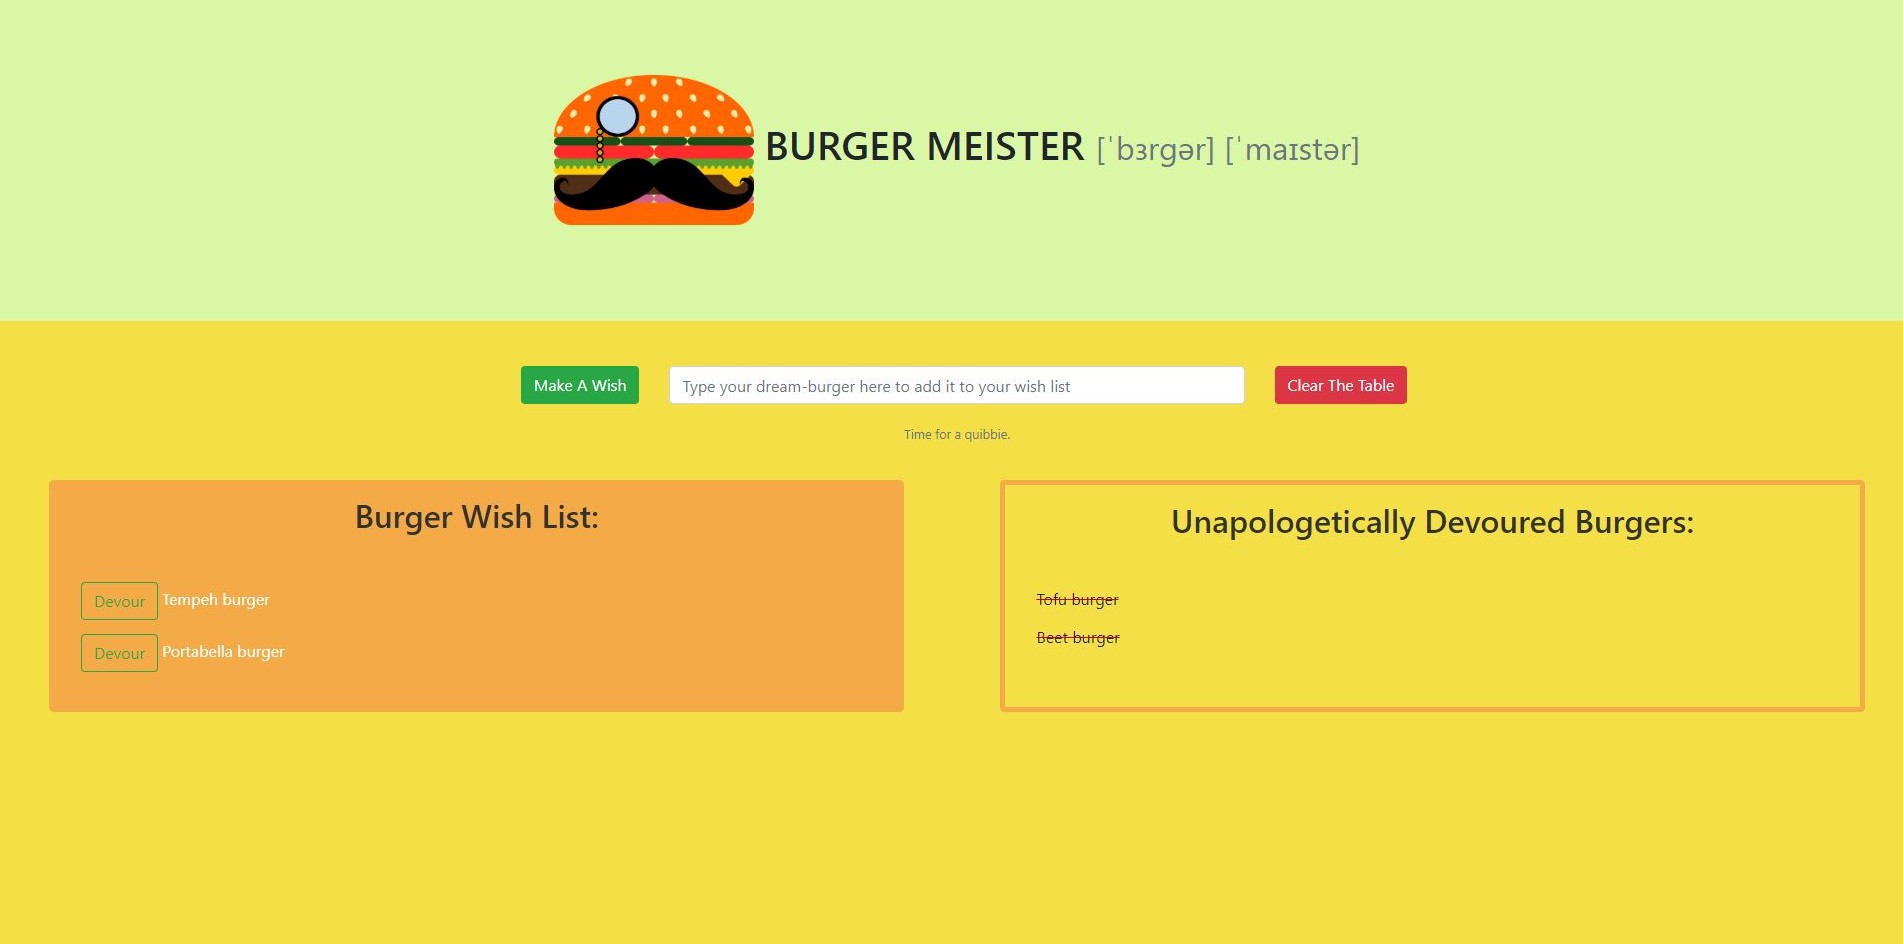 BURGER MEISTER [ˈbɜrgər] [ˈmaɪstər]
Make A Wish
Type your dream-burger here to add it to your wish list
Clear The Table
Time for a quibbie.
Burger Wish List:
Devour Tempeh burger
Devour Portabella burger
Unapologetically Devoured Burgers:
Tofu burger
Beet burger